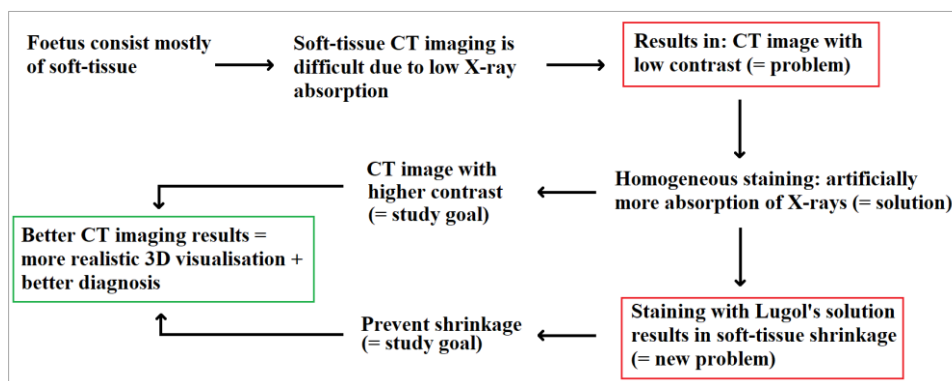 Foetus consist mostly
of soft-tissue
Soft-tissue CT imaging is
difficult due to low X-ray
absorption
Results in: CT image with
low contrast (= problem)
Homogeneous staining: artificially
more absorption of X-rays (= solution)
CT image with
higher contrast
(= study goal)
Better CT imaging results =
more realistic 3D visualisation +
better diagnosis
Staining with Lugol's solution
results in soft-tissue shrinkage
(= new problem)
Prevent shrinkage
(= study goal)